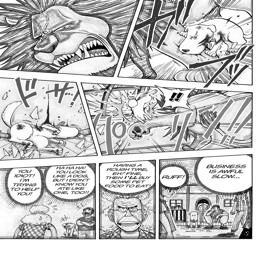 !!
BUSINESS
IS AWFUL
SLOW...
RUFF!
HAVING A
ROUGH TIME,
EH? FINE,
THEN I'LL BUY
SOME PET
FOOD TO EAT!
HA HA HA!
YOU LOOK
LIKE A DOG,
BUT I DIDN'T
KNOW YOU
ATE LIKE
ONE, TOO!!
YOU
IDIOT!
I'M
TRYING TO
HELP YOU!